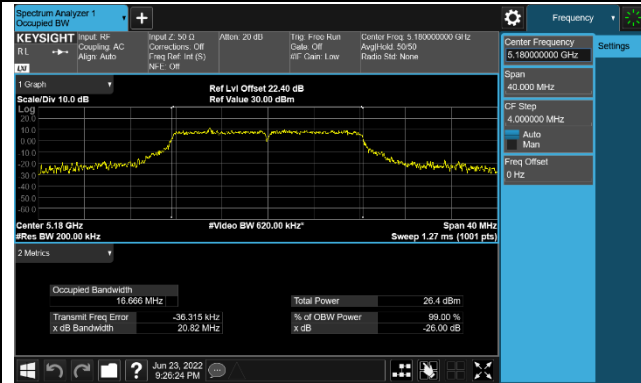 Spectrum Analyzer 1
Occupied BW
Frequency
KEYSIGHT
RL
LXI
Input: RF
Coupling: AC
Align: Auto
Input Z: 50 Ω
Corrections: Off
Freq Ref: Int (S)
NFE: Off
Atten: 20 dB
Trig: Free Run
Gate: Off
#IF Gain: Low
Center Freq: 5.180000000 GHz
Avg|Hold: 50/50
Radio Std: None
Center Frequency
5.180000000 GHz
Settings
Span
40.000 MHz
CF Step
4.000000 MHz
Auto
Man
Freq Offset
0 Hz
1 Graph
Scale/Div 10.0 dB
Ref Lvl Offset 22.40 dB
Ref Value 30.00 dBm
Log
20.0
10.0
0.00
-10.0
-20.0
-30.0
-40.0
-50.0
-60.0
Center 5.18 GHz
#Res BW 200.00 kHz
#Video BW 620.00 kHz*
Span 40 MHz
Sweep 1.27 ms (1001 pts)
2 Metrics
Occupied Bandwidth
16.666 MHz
Total Power 26.4 dBm
Transmit Freq Error -36.315 kHz
% of OBW Power 99.00 %
x dB Bandwidth 20.82 MHz
x dB -26.00 dB
?
Jun 23, 2022
9:26:24 PM